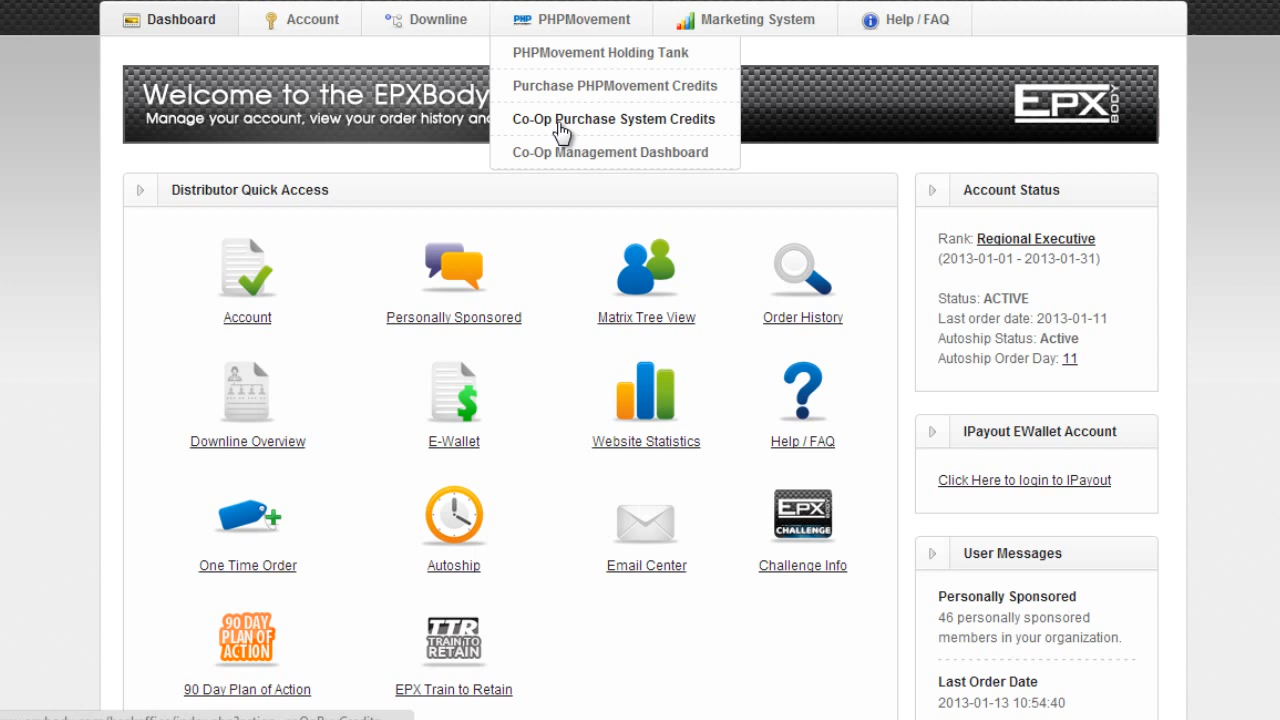 Dashboard
Account
Downline
PHP PHPMovement
Marketing System
Help / FAQ
PHPMovement Holding Tank
Purchase PHPMovement Credits
Co-Op Purchase System Credits
Co-Op Management Dashboard
Welcome to the EPXBody
Manage your account, view your order history and
EPX BODY
Distributor Quick Access
Account
Personally Sponsored
Matrix Tree View
Order History
Downline Overview
E-Wallet
Website Statistics
Help / FAQ
EPX BODY
CHALLENGE
One Time Order
Autoship
Email Center
Challenge Info
90 DAY
PLAN OF
ACTION
TTR
TRAIN TO
RETAIN
90 Day Plan of Action
EPX Train to Retain
Account Status
Rank: Regional Executive
(2013-01-01 - 2013-01-31)
Status: ACTIVE
Last order date: 2013-01-11
Autoship Status: Active
Autoship Order Day: 11
IPayout EWallet Account
Click Here to login to IPayout
User Messages
Personally Sponsored
46 personally sponsored
members in your organization.
Last Order Date
2013-01-13 10:54:40